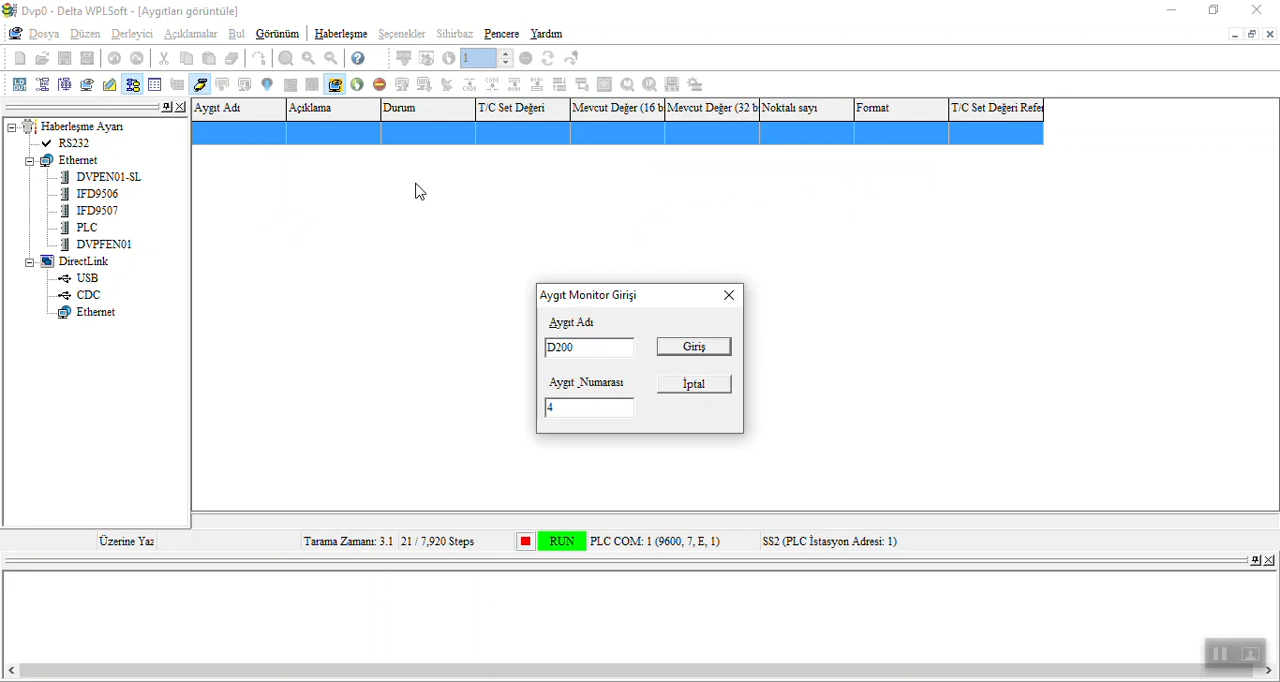 Dvp0 - Delta WPLSoft - [Aygıtları görüntüle]
Dosya Düzen Derleyici Açıklamalar Bul Görünüm Haberleşme Seçenekler Sihirbaz Pencere Yardım
1
Haberleşme Ayarı
RS232
Ethernet
DVPEN01-SL
IFD9506
IFD9507
PLC
DVPFEN01
DirectLink
USB
CDC
Ethernet
Aygıt Adı Açıklama Durum T/C Set Değeri Mevcut Değer (16 b Mevcut Değer (32 b Noktalı sayı Format T/C Set Değeri Refer
Aygıt Monitor Girişi
Aygıt Adı
D200 Giriş
Aygıt_Numarası İptal
4
Üzerine Yaz Tarama Zamanı: 3.1 21 / 7,920 Steps RUN PLC COM: 1 (9600, 7, E, 1) SS2 (PLC İstasyon Adresi: 1)